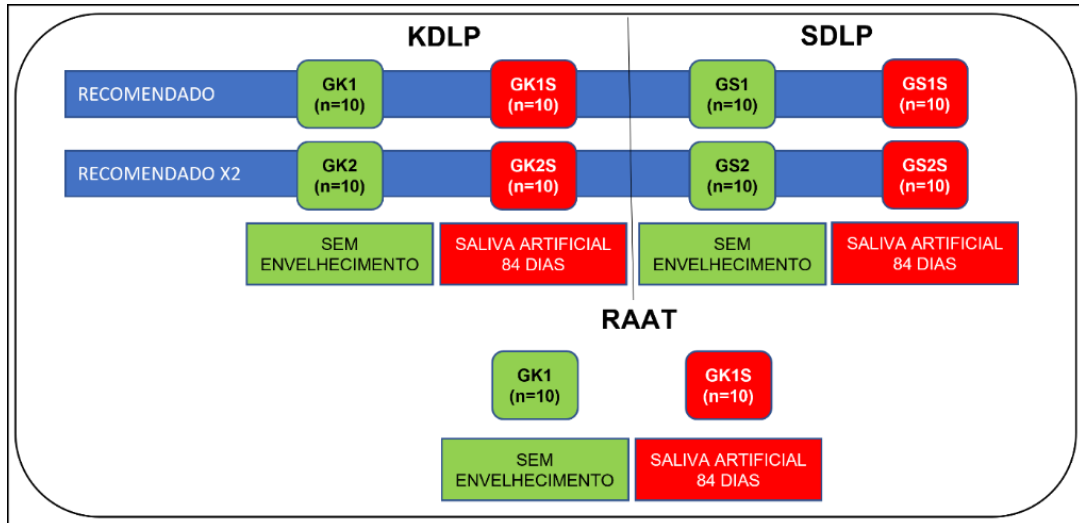 KDLP SDLP
RECOMENDADO GK1 GK1S GS1 GS1S
(n=10) (n=10) (n=10) (n=10)
RECOMENDADO X2 GK2 GK2S GS2 GS2S
(n=10) (n=10) (n=10) (n=10)
SEM SALIVA ARTIFICIAL SEM SALIVA ARTIFICIAL
ENVELHECIMENTO 84 DIAS ENVELHECIMENTO 84 DIAS
RAAT
GK1 GK1S
(n=10) (n=10)
SEM SALIVA ARTIFICIAL
ENVELHECIMENTO 84 DIAS